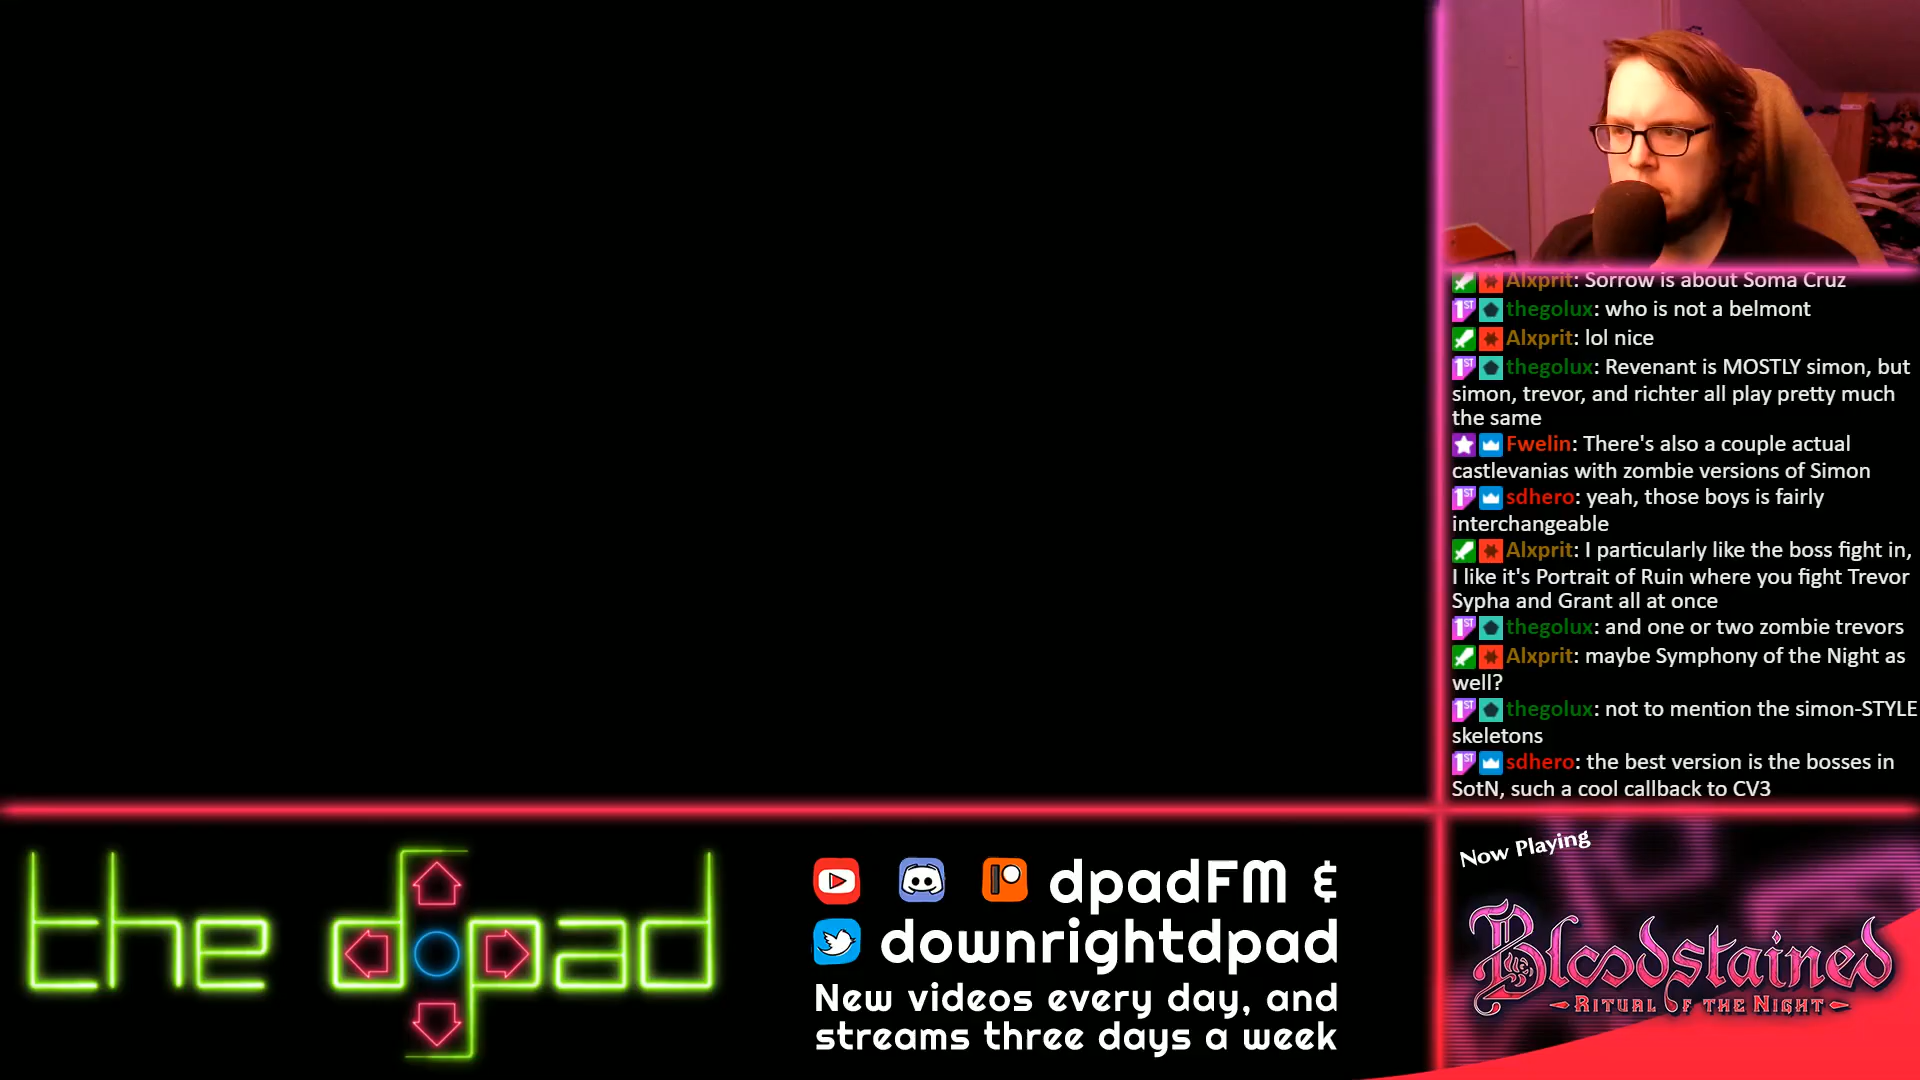 Alxprit: Sorrow is about Soma Cruz
1ST thegolux: who is not a belmont
Alxprit: lol nice
1ST thegolux: Revenant is MOSTLY simon, but
simon, trevor, and richter all play pretty much
the same
Fwelin: There's also a couple actual
castlevanias with zombie versions of Simon
1ST sdhero: yeah, those boys is fairly
interchangeable
Alxprit: I particularly like the boss fight in,
I like it's Portrait of Ruin where you fight Trevor
Sypha and Grant all at once
1ST thegolux: and one or two zombie trevors
Alxprit: maybe Symphony of the Night as
well?
1ST thegolux: not to mention the simon-STYLE
skeletons
1ST sdhero: the best version is the bosses in
SotN, such a cool callback to CV3
the dpad
dpadFM &
downrightdpad
New videos every day, and
streams three days a week
Now Playing
Bloodstained
RITUAL OF THE NIGHT